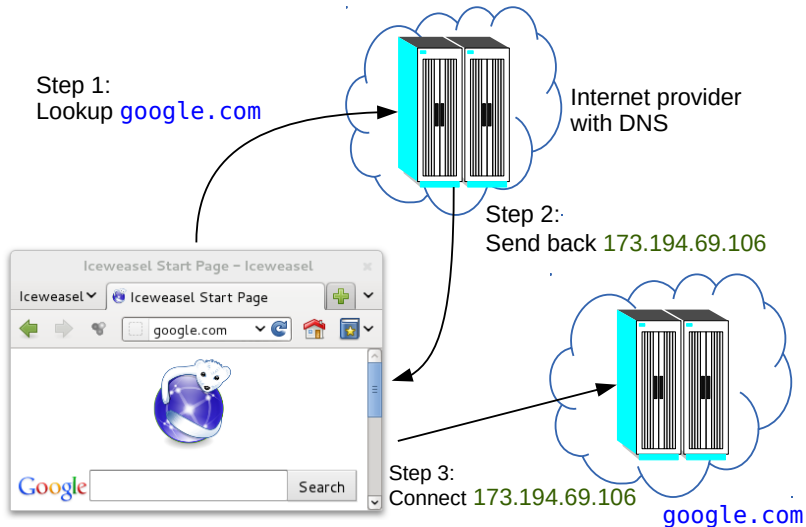 Step 1:
Lookup google.com
Internet provider
with DNS
Step 2:
Send back 173.194.69.106
Iceweasel Start Page - Iceweasel
Iceweasel
Iceweasel Start Page
google.com
Google
Search
Step 3:
Connect 173.194.69.106
google.com